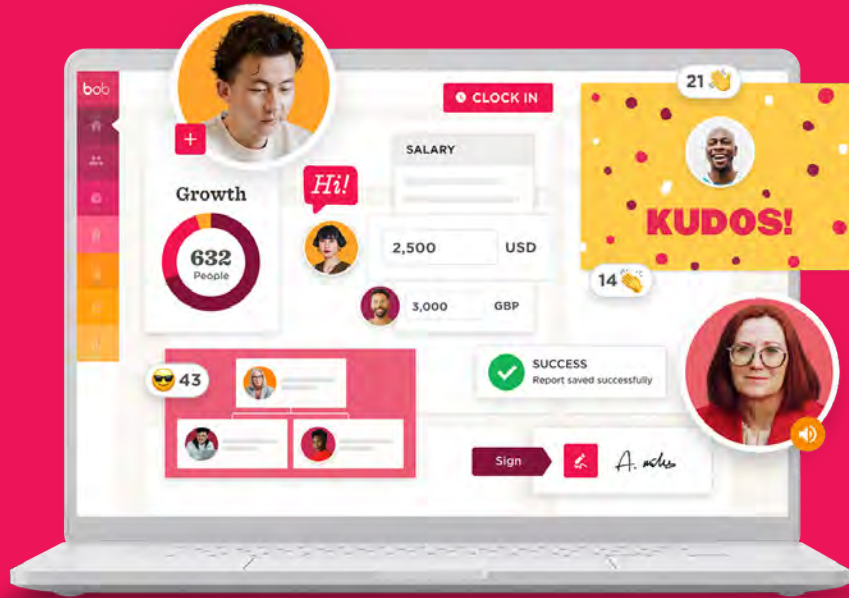 bob
CLOCK IN
21
SALARY
Growth
Hi!
KUDOS!
632
People
2,500 USD
14
3,000 GBP
43
SUCCESS
Report saved successfully
Sign